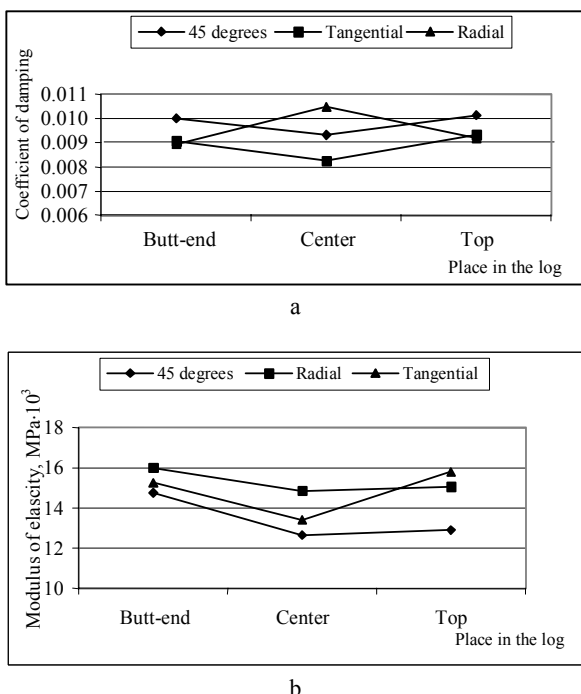 45 degrees Tangential Radial
Coefficient of damping
0.011
0.010
0.009
0.008
0.007
0.006
Butt-end Center Top
Place in the log
a
45 degrees Radial Tangential
Modulus of elascity, MPa·10³
18
16
14
12
10
Butt-end Center Top
Place in the log
b